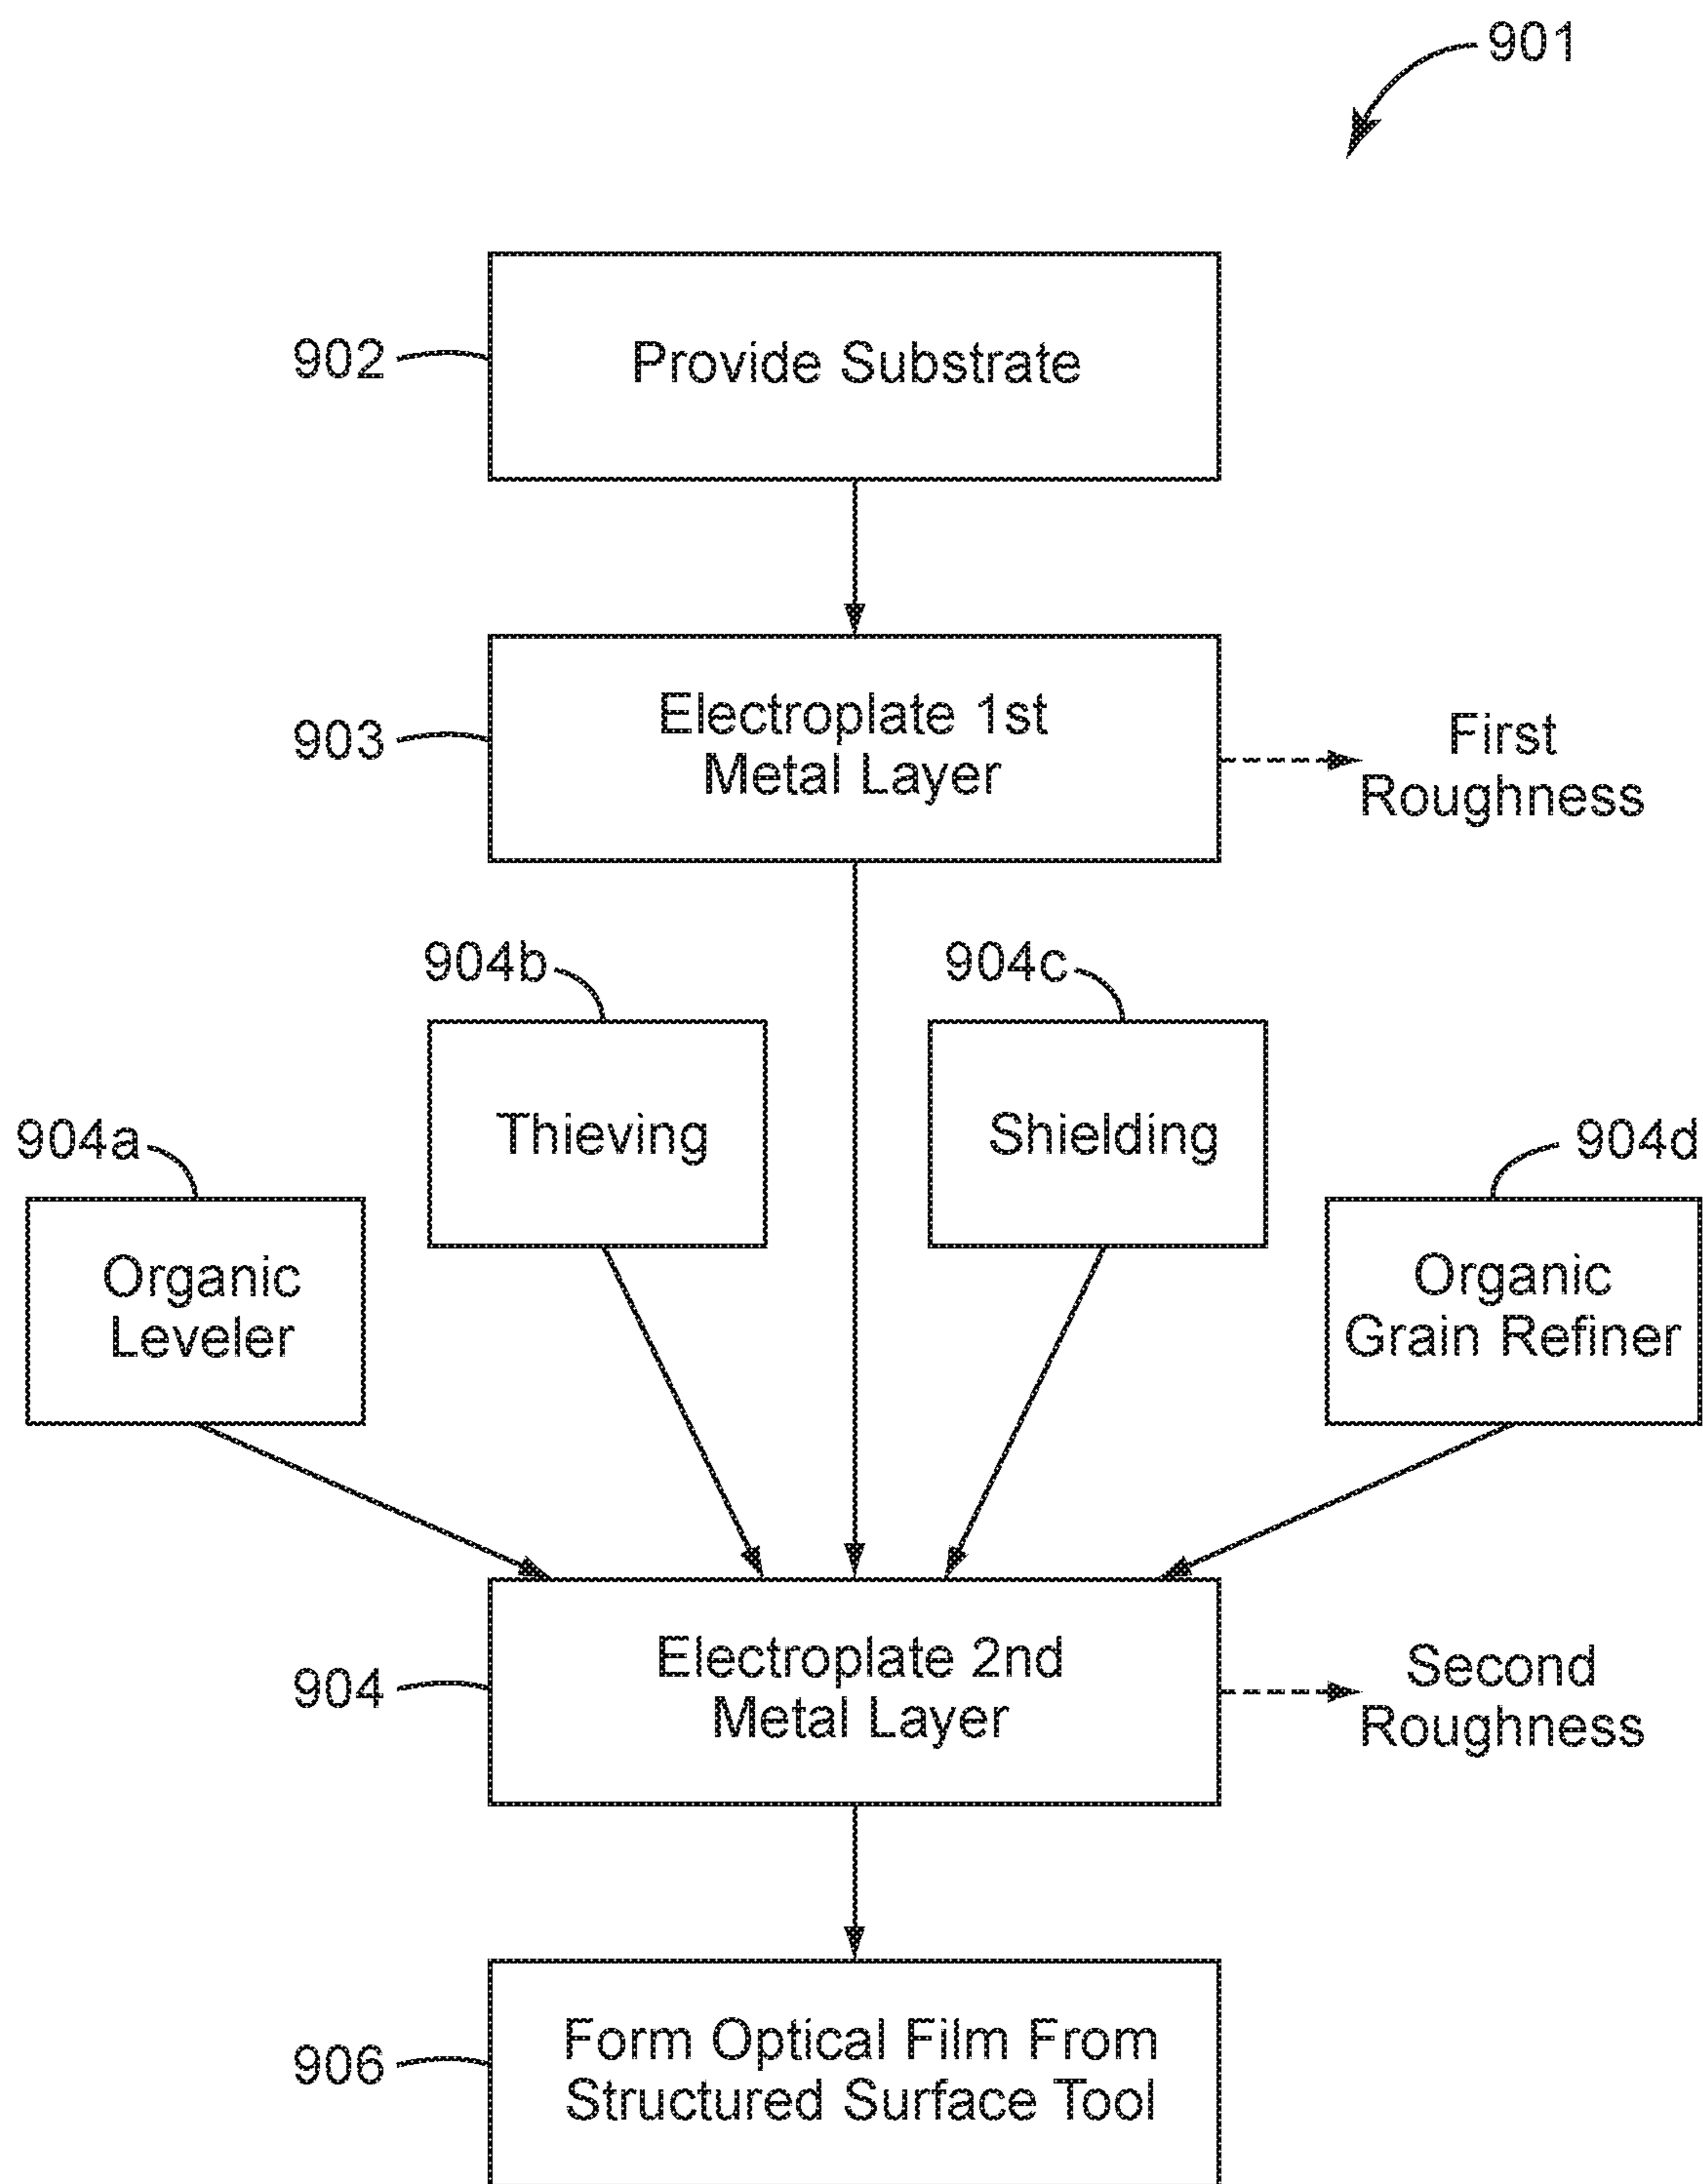 901
902
Provide Substrate
903
Electroplate 1st
Metal Layer
First
Roughness
904b
904c
Thieving
Shielding
904a
904d
Organic
Leveler
Organic
Grain Refiner
904
Electroplate 2nd
Metal Layer
Second
Roughness
906
Form Optical Film From
Structured Surface Tool